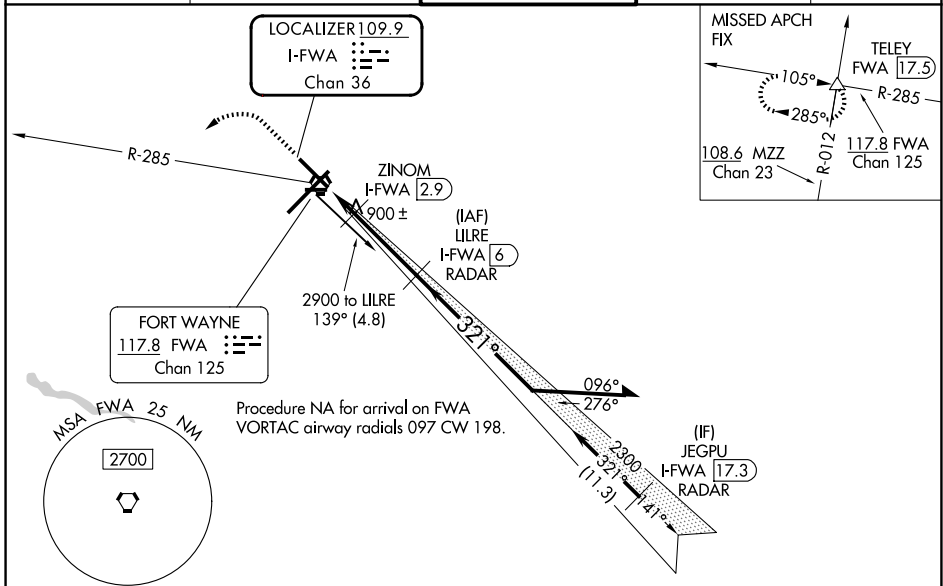 LOCALIZER 109.9
I-FWA
Chan 36
MISSED APCH
FIX
TELEY
FWA 17.5
105°
R-285
285°
R-012
117.8 FWA
Chan 125
108.6 MZZ
Chan 23
R-285
ZINOM
I-FWA 2.9
900 ±
(IAF)
LILRE
I-FWA 6
RADAR
2900 to LILRE
139° (4.8)
FORT WAYNE
117.8 FWA
Chan 125
321°
096°
276°
Procedure NA for arrival on FWA
VORTAC airway radials 097 CW 198.
2300
321°
(11.3)
141°
(IF)
JEGPU
I-FWA 17.3
RADAR
MSA FWA 25 NM
2700